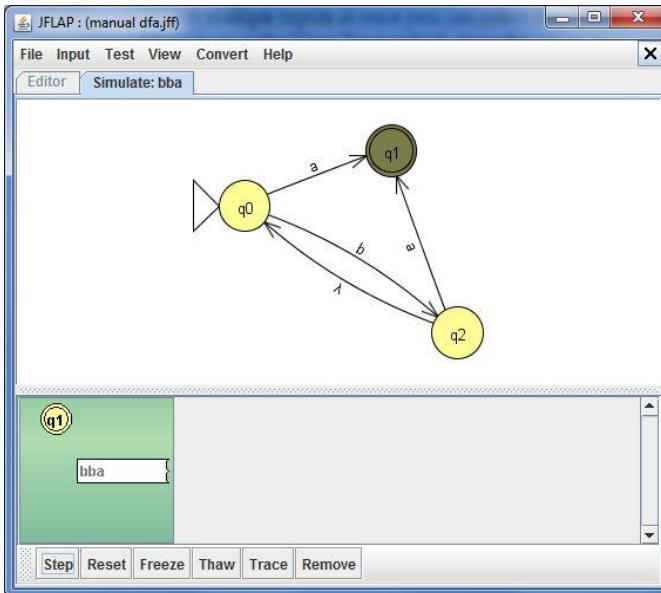 JFLAP : (manual dfa.jff)
File Input Test View Convert Help
Editor Simulate: bba
q1
a
q0
b
a
λ
q2
q1
bba
Step Reset Freeze Thaw Trace Remove